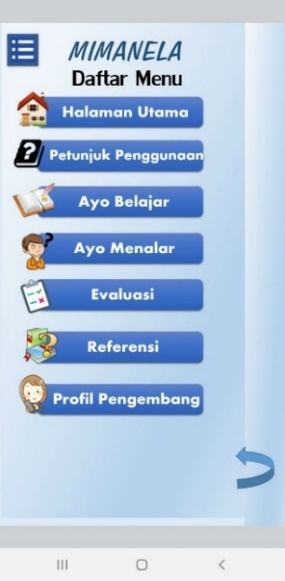 MIMANELA
Daftar Menu
Halaman Utama
Petunjuk Penggunaan
Ayo Belajar
Ayo Menalar
Evaluasi
Referensi
Profil Pengembang